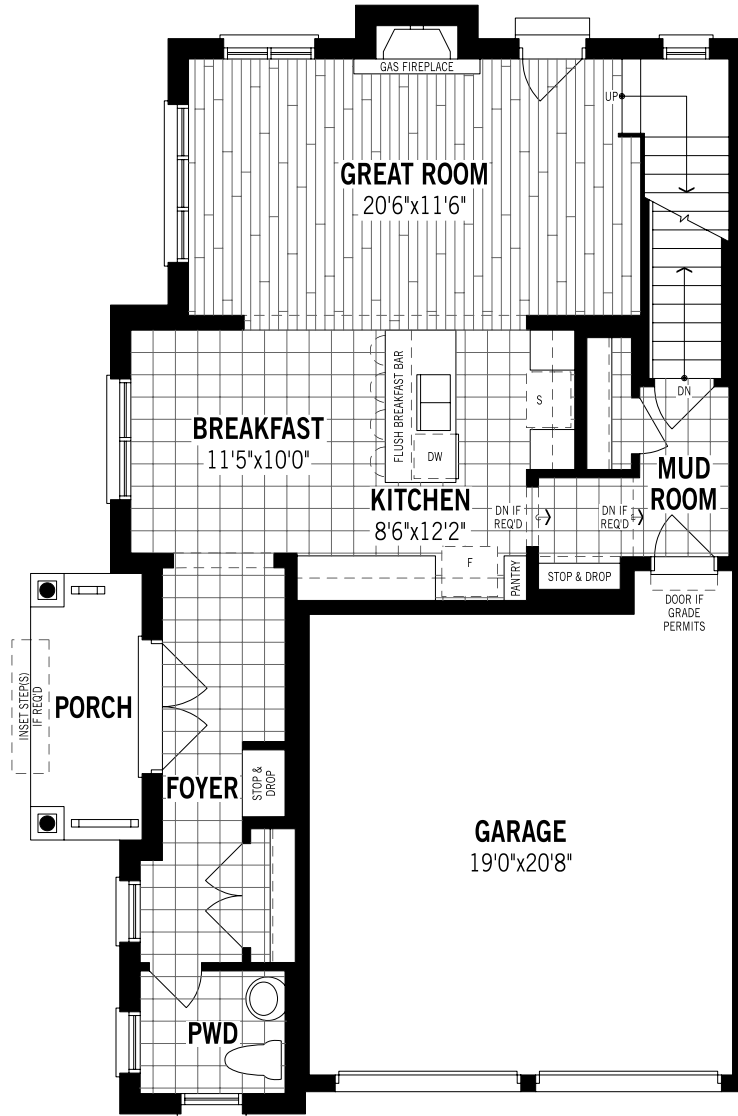 GAS FIREPLACE
UP
GREAT ROOM
20'6"x11'6"
FLUSH BREAKFAST BAR
S
DN
BREAKFAST
11'5"x10'0"
DW
MUD
ROOM
KITCHEN
8'6"x12'2"
DN IF
REQ'D
DN IF
REQ'D
F
PANTRY
STOP & DROP
DOOR IF
GRADE
PERMITS
INSET STEP(S)
IF REQ'D
PORCH
FOYER
STOP &
DROP
GARAGE
19'0"x20'8"
PWD